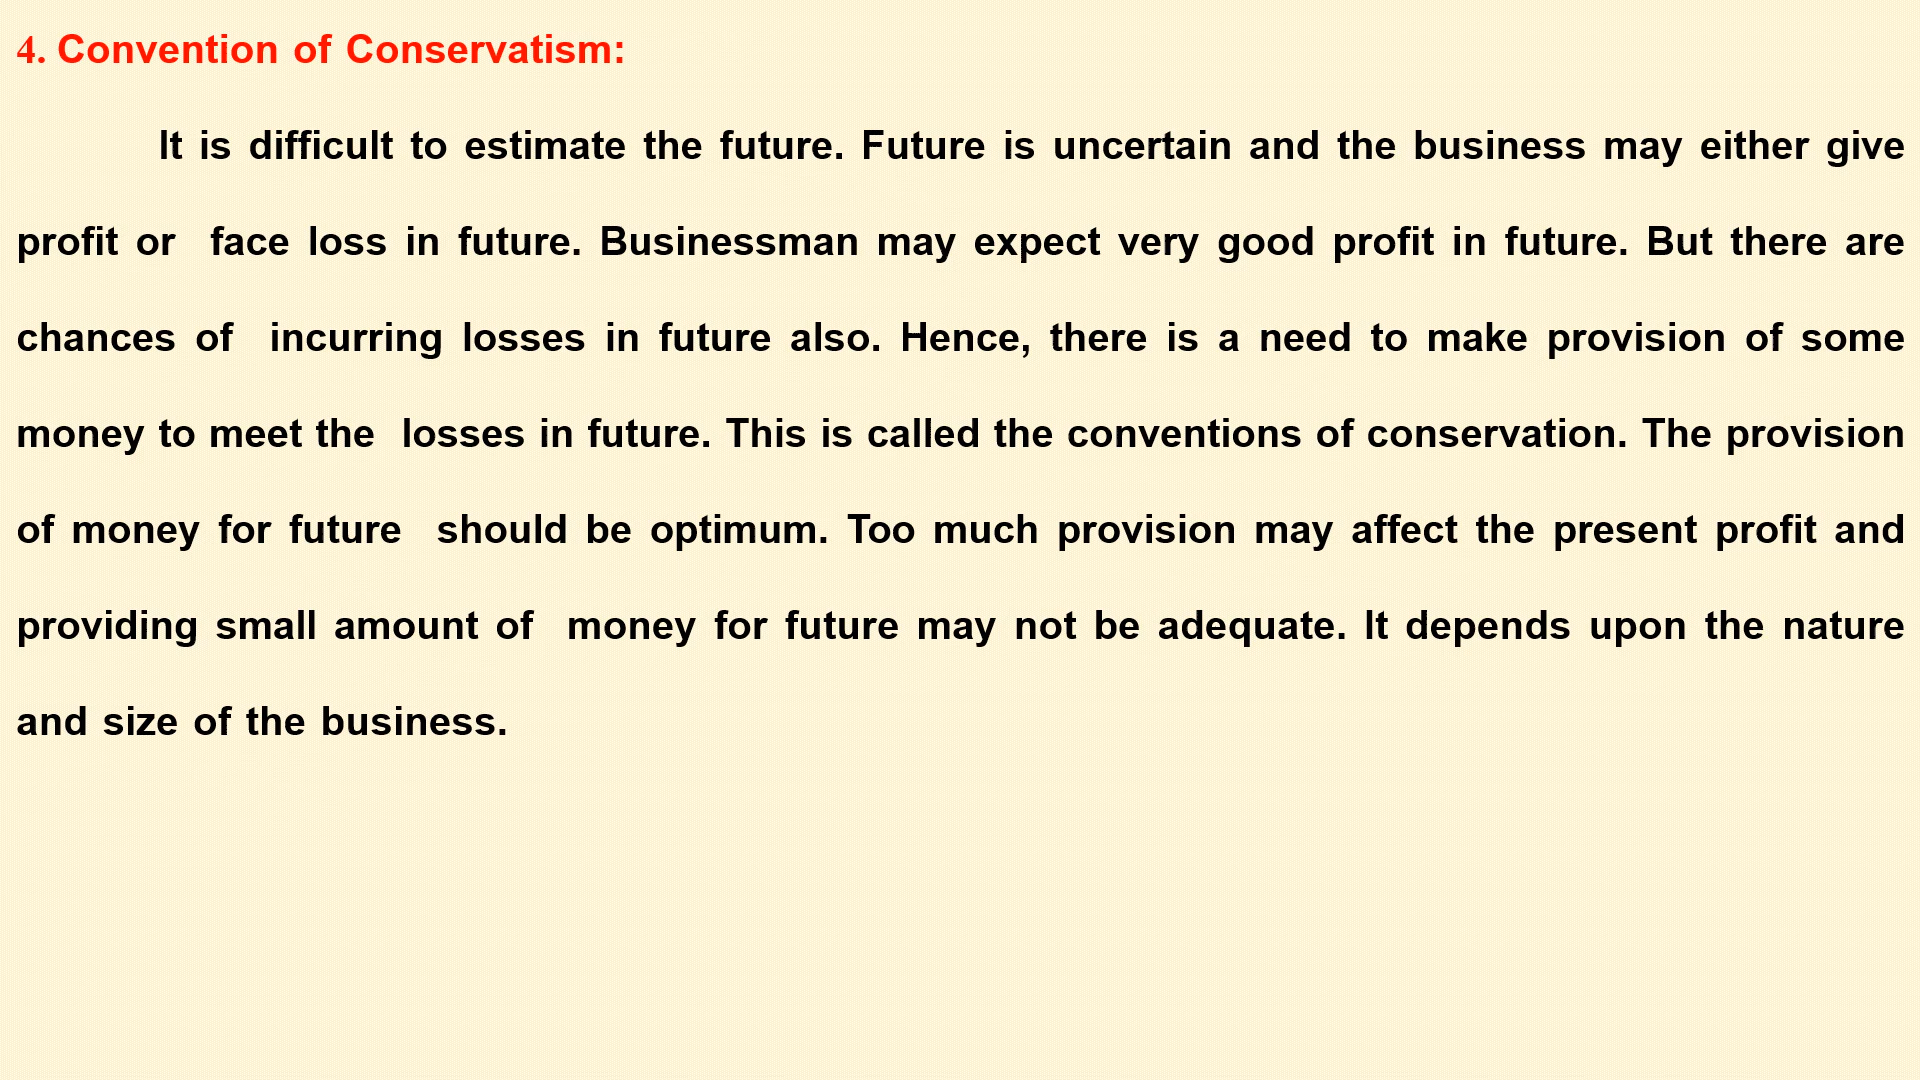 4. Convention of Conservatism:
It is difficult to estimate the future. Future is uncertain and the business may either give
profit or face loss in future. Businessman may expect very good profit in future. But there are
chances of incurring losses in future also. Hence, there is a need to make provision of some
money to meet the losses in future. This is called the conventions of conservation. The provision
of money for future should be optimum. Too much provision may affect the present profit and
providing small amount of money for future may not be adequate. It depends upon the nature
and size of the business.